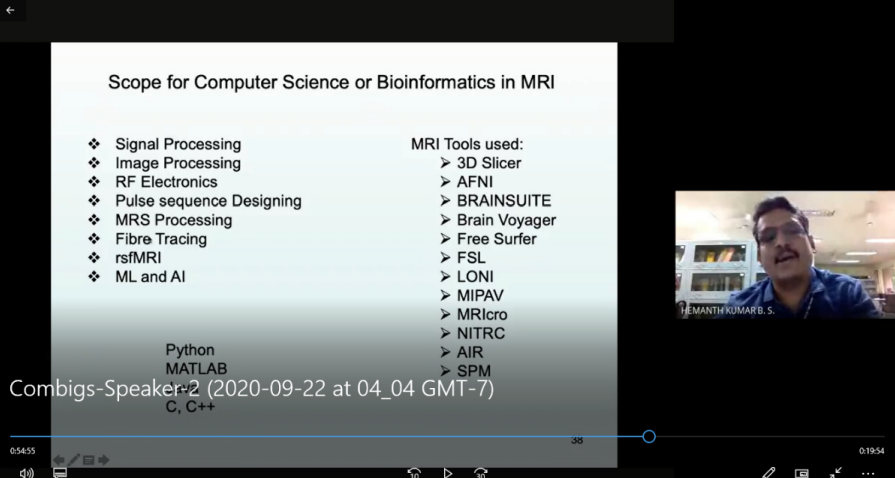 Scope for Computer Science or Bioinformatics in MRI
Signal Processing
Image Processing
RF Electronics
Pulse sequence Designing
MRS Processing
Fibre Tracing
rsfMRI
ML and AI
MRI Tools used:
3D Slicer
AFNI
BRAINSUITE
Brain Voyager
Free Surfer
FSL
LONI
MIPAV
MRIcro
NITRC
AIR
SPM
Python
MATLAB
Java
C, C++
38
HEMANTH KUMAR B. S.
Combigs-Speaker-2 (2020-09-22 at 04_04 GMT-7)
0:54:55
0:19:54
10
30